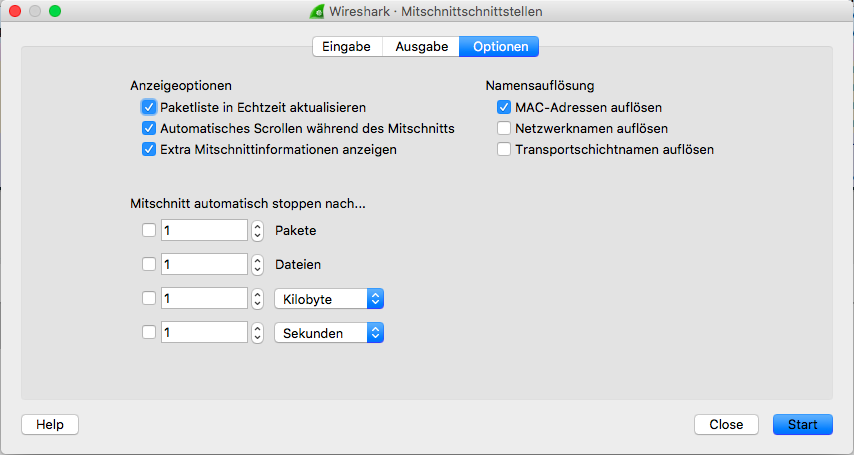 Wireshark · Mitschnittschnittstellen
Eingabe Ausgabe Optionen
Anzeigeoptionen
Paketliste in Echtzeit aktualisieren
Automatisches Scrollen während des Mitschnitts
Extra Mitschnittinformationen anzeigen
Namensauflösung
MAC-Adressen auflösen
Netzwerknamen auflösen
Transportschichtnamen auflösen
Mitschnitt automatisch stoppen nach...
1 Pakete
1 Dateien
1 Kilobyte
1 Sekunden
Help Close Start